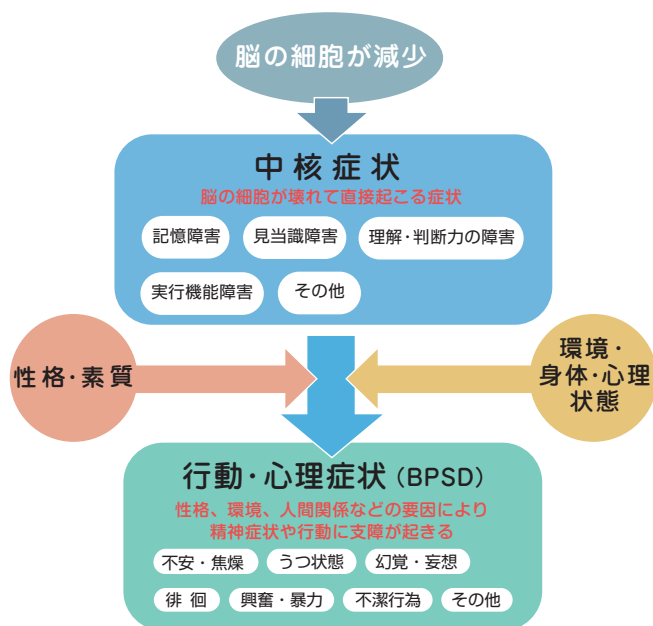 脳の細胞が減少
中核症状
脳の細胞が壊れて直接起こる症状
記憶障害
見当識障害
理解・判断力の障害
実行機能障害
その他
性格・素質
環境・
身体・心理
状態
行動・心理症状（BPSD）
性格、環境、人間関係などの要因により
精神症状や行動に支障が起きる
不安・焦燥
うつ状態
幻覚・妄想
徘 徊
興奮・暴力
不潔行為
その他